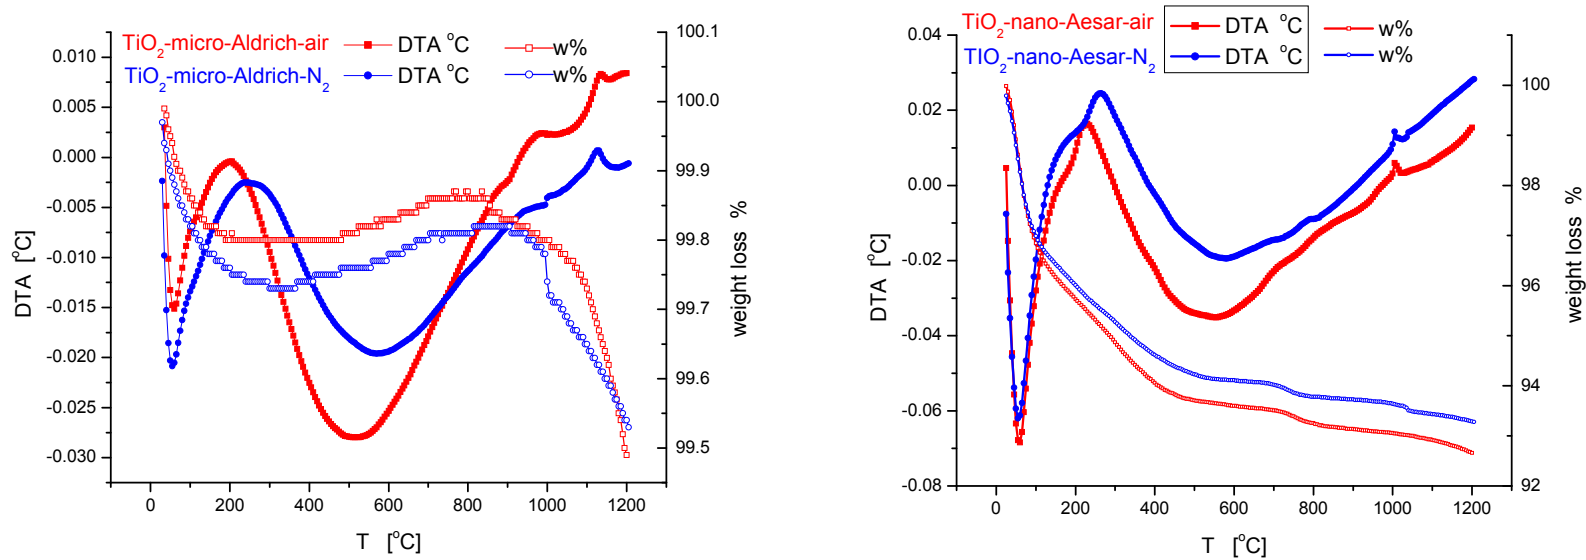 TiO2-micro-Aldrich-air DTA °C w%
TiO2-micro-Aldrich-N2 DTA °C w%
0.010
0.005
0.000
-0.005
-0.010
-0.015
-0.020
-0.025
-0.030
DTA [°C]
100.1
100.0
99.9
99.8
99.7
99.6
99.5
weight loss %
0 200 400 600 800 1000 1200
T [°C]
TiO2-nano-Aesar-air DTA °C w%
TIO2-nano-Aesar-N2 DTA °C w%
0.04
0.02
0.00
-0.02
-0.04
-0.06
-0.08
DTA [°C]
100
98
96
94
92
weight loss %
0 200 400 600 800 1000 1200
T [°C]